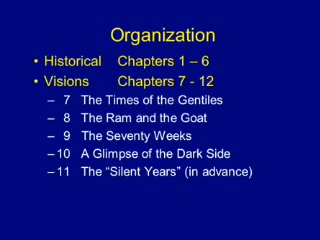 Organization
• Historical Chapters 1 – 6
• Visions Chapters 7 - 12
– 7 The Times of the Gentiles
– 8 The Ram and the Goat
– 9 The Seventy Weeks
– 10 A Glimpse of the Dark Side
– 11 The “Silent Years” (in advance)